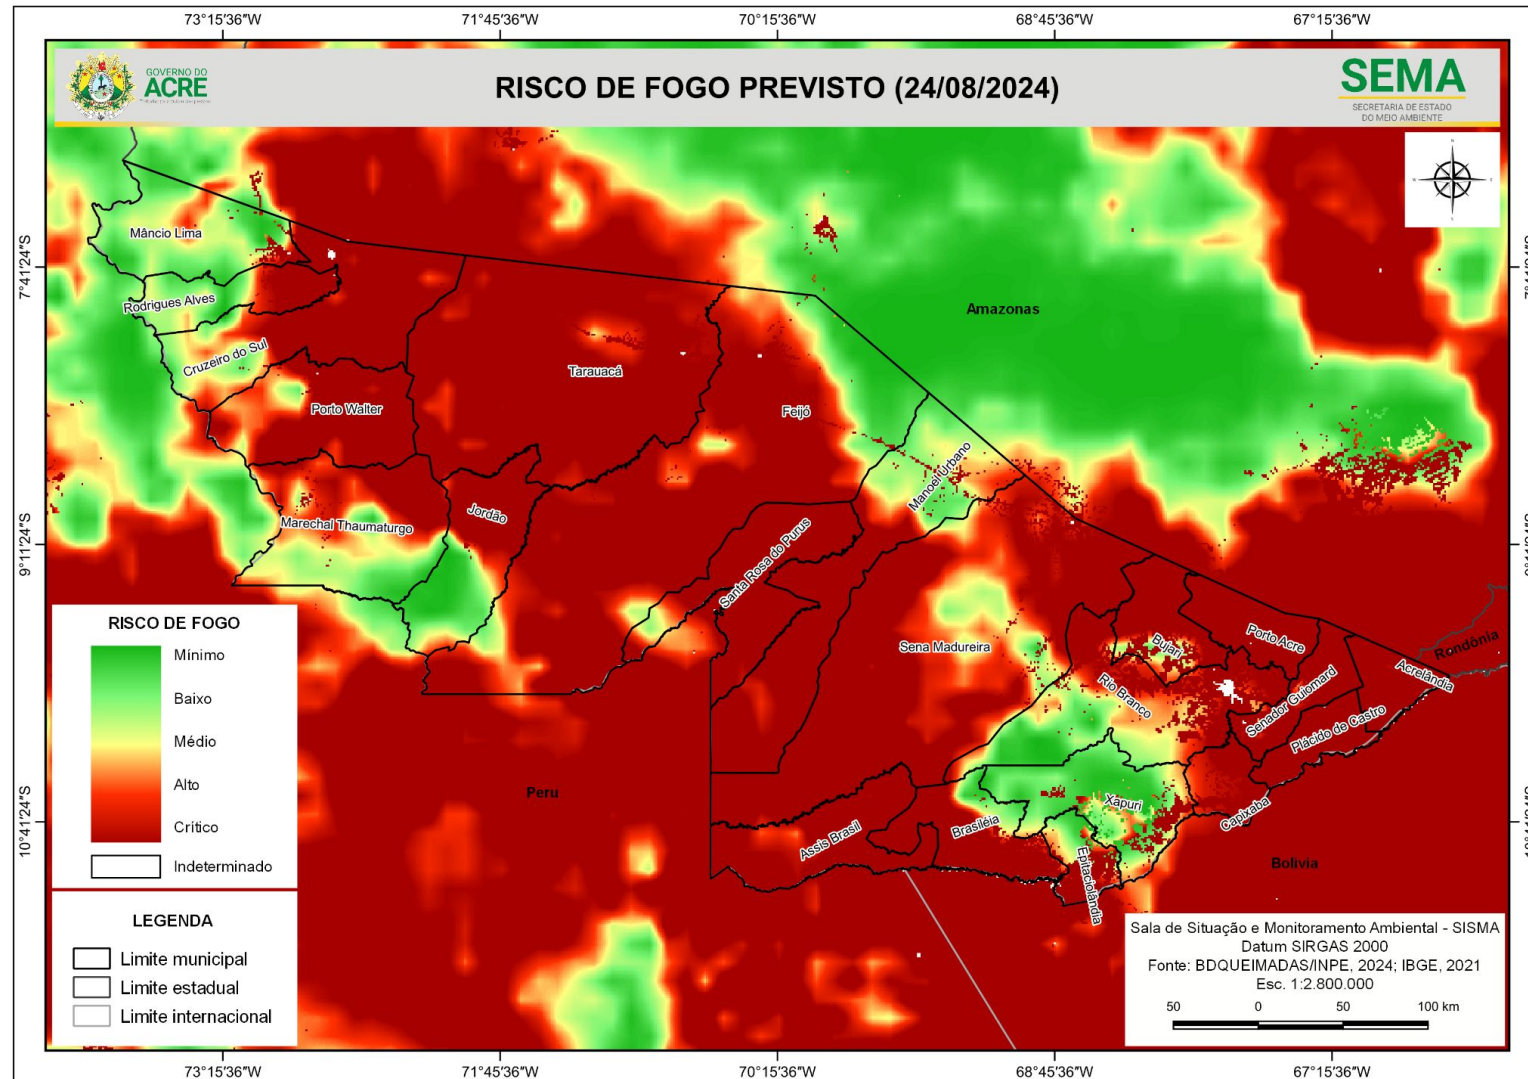 73°15'36"W
71°45'36"W
70°15'36"W
68°45'36"W
67°15'36"W
GOVERNO DO
ACRE
RISCO DE FOGO PREVISTO (24/08/2024)
SEMA
SECRETARIA DE ESTADO
DO MEIO AMBIENTE
7°41'24"S
9°11'24"S
10°41'24"S
Mâncio Lima
Rodrigues Alves
Cruzeiro do Sul
Porto Walter
Marechal Thaumaturgo
Tarauacá
Jordão
Feijó
Amazonas
Manoel Urbano
Santa Rosa do Purus
Sena Madureira
Bujari
Porto Acre
Rio Branco
Senador Guiomard
Acrelândia
Rondônia
Plácido de Castro
Capixaba
Xapuri
Brasiléia
Assis Brasil
Epitaciolândia
Peru
Bolivia
RISCO DE FOGO
Mínimo
Baixo
Médio
Alto
Crítico
Indeterminado
LEGENDA
Limite municipal
Limite estadual
Limite internacional
Sala de Situação e Monitoramento Ambiental - SISMA
Datum SIRGAS 2000
Fonte: BDQUEIMADAS/INPE, 2024; IBGE, 2021
Esc. 1:2.800.000
50 0 50 100 km
73°15'36"W
71°45'36"W
70°15'36"W
68°45'36"W
67°15'36"W